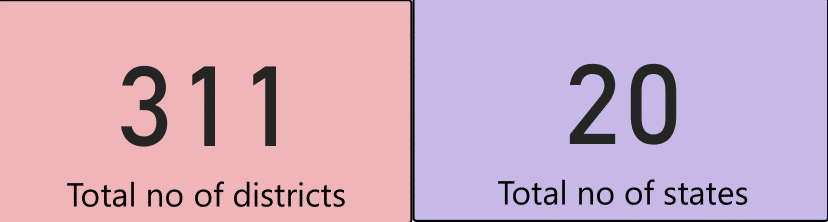 311
Total no of districts
20
Total no of states